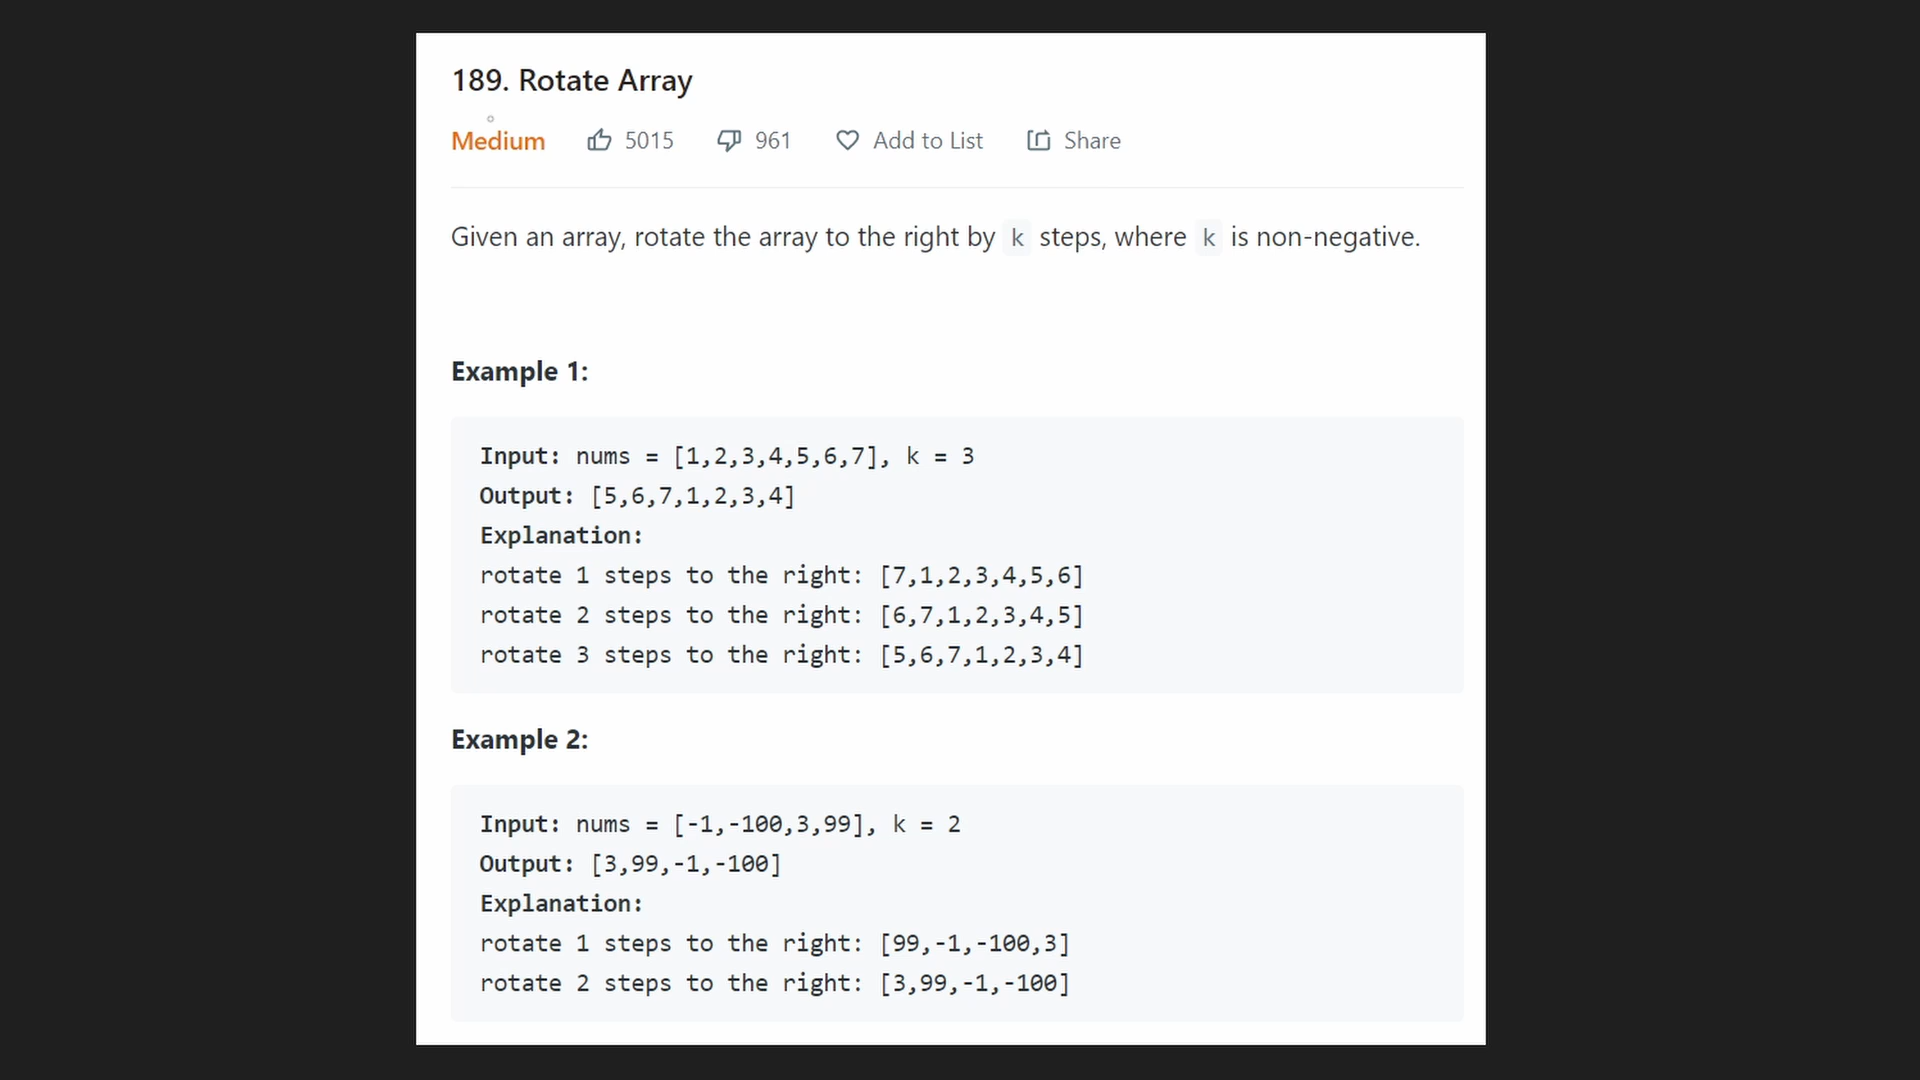 189. Rotate Array
Medium 5015 961 Add to List Share
Given an array, rotate the array to the right by k steps, where k is non-negative.
Example 1:
Input: nums = [1,2,3,4,5,6,7], k = 3
Output: [5,6,7,1,2,3,4]
Explanation:
rotate 1 steps to the right: [7,1,2,3,4,5,6]
rotate 2 steps to the right: [6,7,1,2,3,4,5]
rotate 3 steps to the right: [5,6,7,1,2,3,4]
Example 2:
Input: nums = [-1,-100,3,99], k = 2
Output: [3,99,-1,-100]
Explanation:
rotate 1 steps to the right: [99,-1,-100,3]
rotate 2 steps to the right: [3,99,-1,-100]